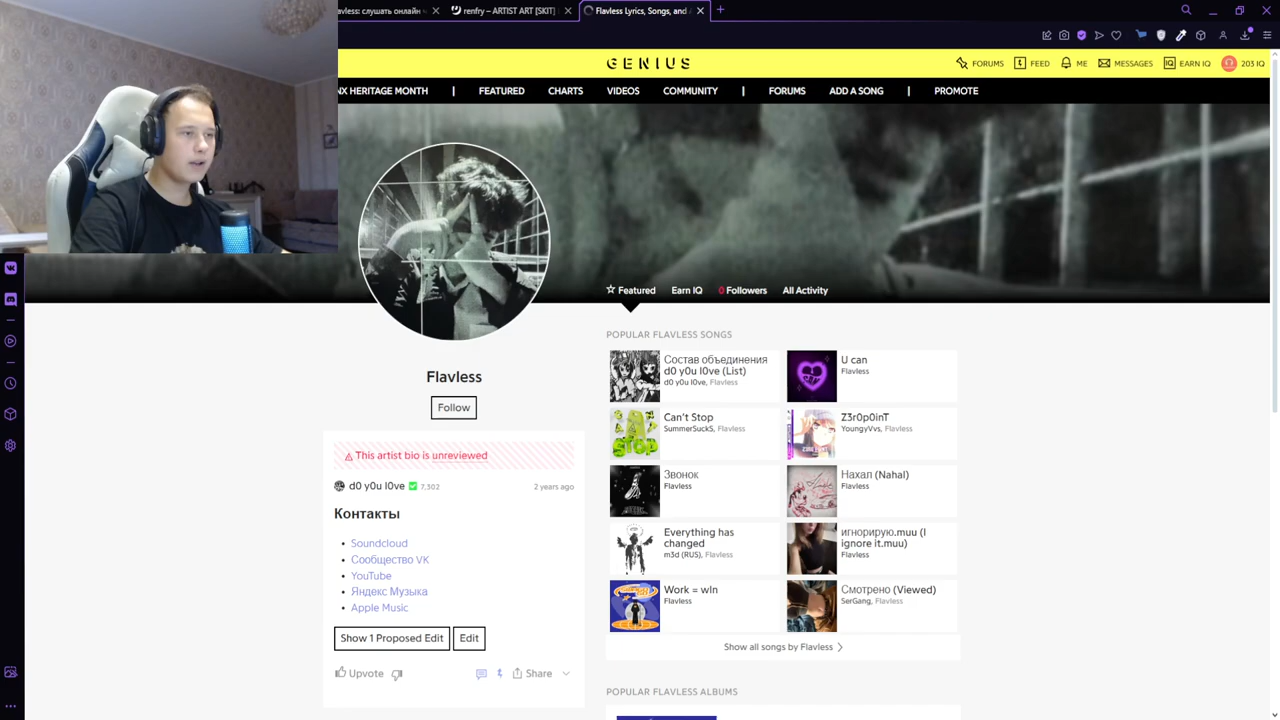 avless: слушать онлайн
renfry – ARTIST ART [SKIT]
Flavless Lyrics, Songs, and
GENIUS
FORUMS
FEED
ME
MESSAGES
EARN IQ
203 IQ
NX HERITAGE MONTH
FEATURED
CHARTS
VIDEOS
COMMUNITY
FORUMS
ADD A SONG
PROMOTE
Featured
Earn IQ
0 Followers
All Activity
Flavless
Follow
This artist bio is unreviewed
d0 y0u l0ve 7,302
2 years ago
Контакты
Soundcloud
Сообщество VK
YouTube
Яндекс Музыка
Apple Music
Show 1 Proposed Edit
Edit
Upvote
Share
POPULAR FLAVLESS SONGS
Состав объединения
d0 y0u l0ve (List)
d0 y0u l0ve, Flavless
U can
Flavless
Can't Stop
SummerSuckS, Flavless
Z3r0p0inT
YoungyVvs, Flavless
Звонок
Flavless
Нахал (Nahal)
Flavless
Everything has
changed
m3d (RUS), Flavless
игнорирую.muu (I
ignore it.muu)
Flavless
Work = wIn
Flavless
Смотрено (Viewed)
SerGang, Flavless
Show all songs by Flavless
POPULAR FLAVLESS ALBUMS